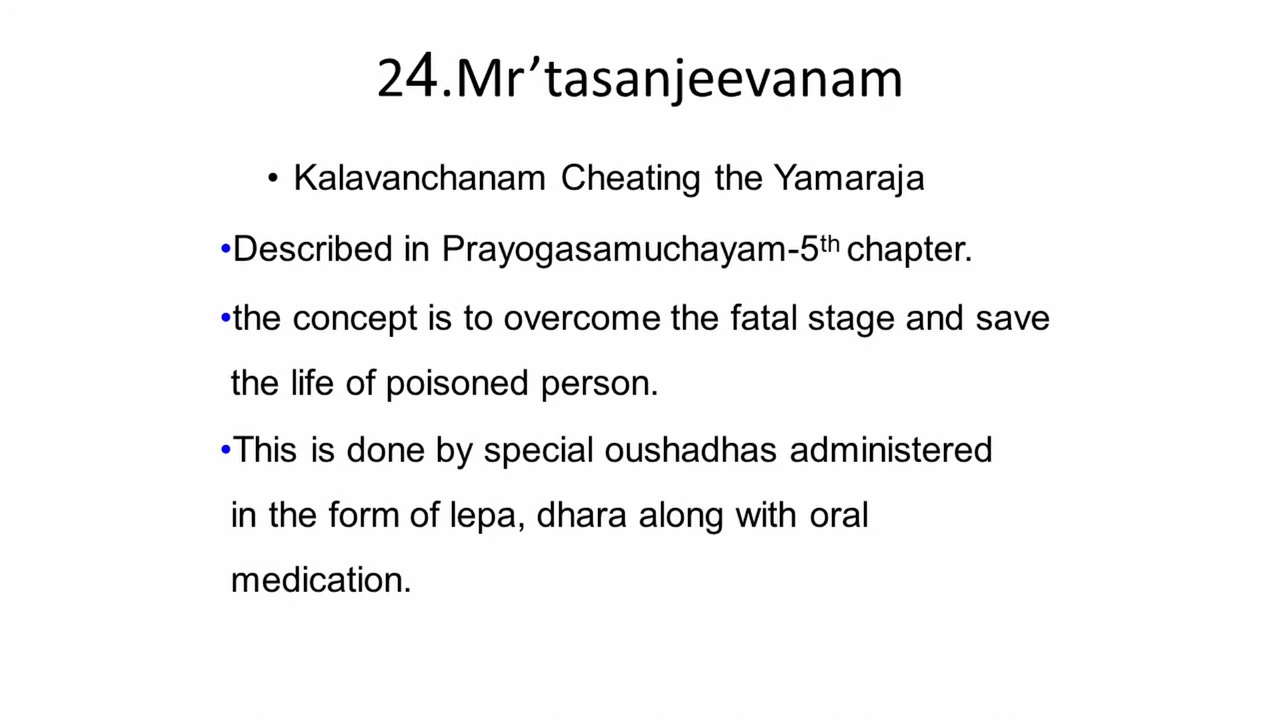 24.Mr’tasanjeevanam
• Kalavanchanam Cheating the Yamaraja
•Described in Prayogasamuchayam-5th chapter.
•the concept is to overcome the fatal stage and save
the life of poisoned person.
•This is done by special oushadhas administered
in the form of lepa, dhara along with oral
medication.